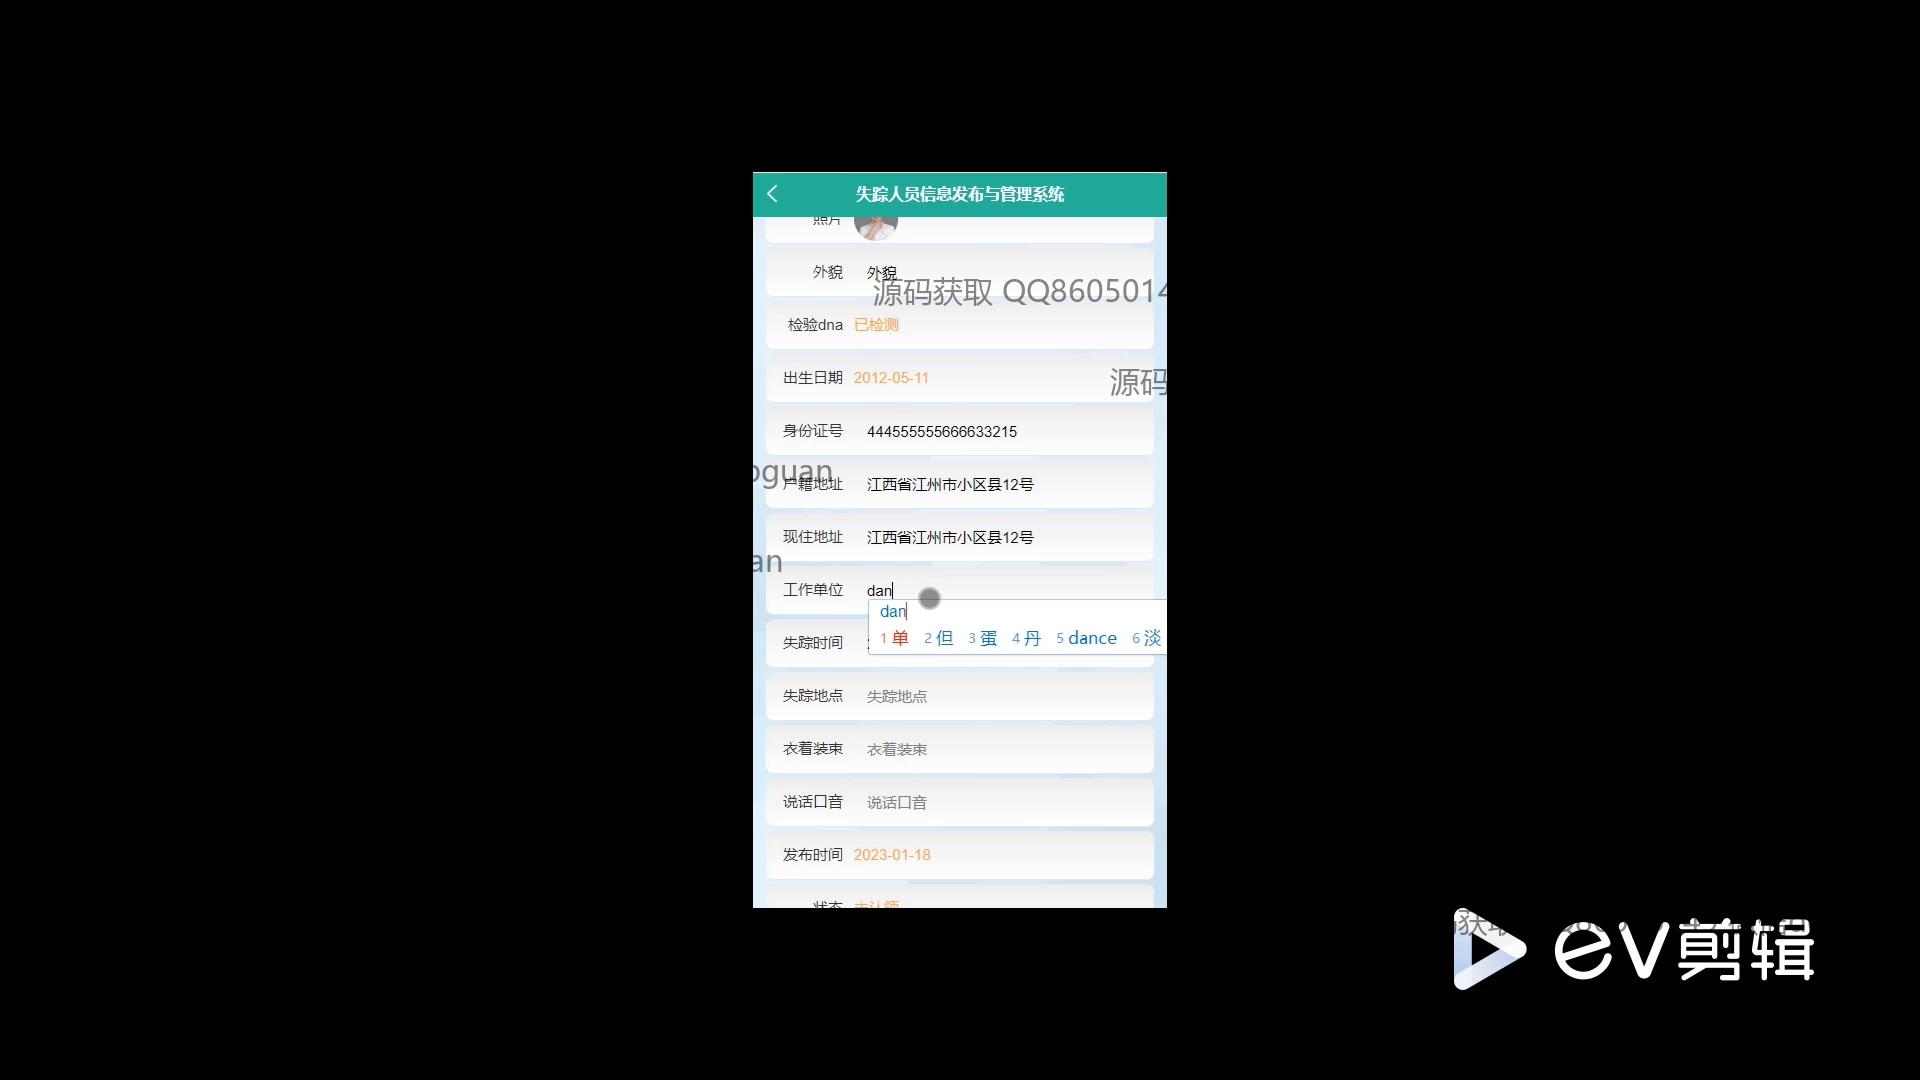 失踪人员信息发布与管理系统
照片
外貌 外貌
源码获取 QQ8605014
检验dna 已检测
出生日期 2012-05-11
源码
身份证号 444555555666633215
oguan
户籍地址 江西省江州市小区县12号
现住地址 江西省江州市小区县12号
an
工作单位 dan
dan
1 单 2 但 3 蛋 4 丹 5 dance 6 淡
失踪时间
失踪地点 失踪地点
衣着装束 衣着装束
说话口音 说话口音
发布时间 2023-01-18
状态 未认领
获取
ev剪辑